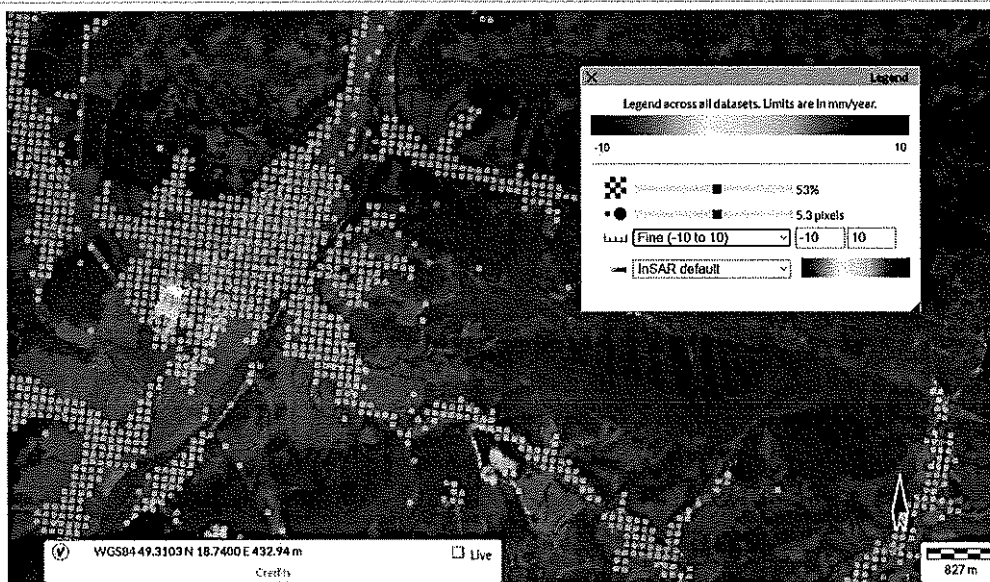 Legend
Legend across all datasets. Limits are in mm/year.
-10 10
53%
5.3 pixels
Fine (-10 to 10) -10 10
InSAR default
WGS84 49.3103 N 18.7400 E 432.94 m Live
Credits
827 m